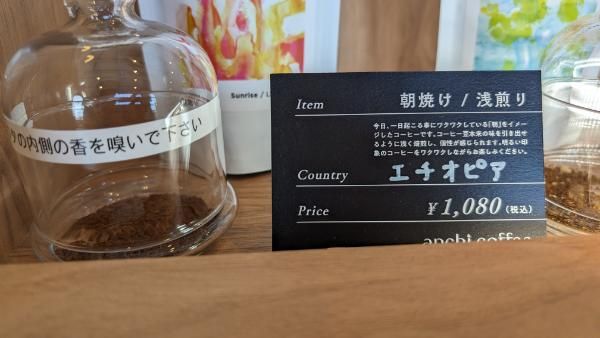 の内側の香を嗅いで下さい
Sunrise / L
Item 朝焼け / 浅煎り
今日、一日起こる事にワクワクしている「朝」をイメー
ジしたコーヒーです。コーヒー豆本来の味を引き出せ
るように浅く焙煎し、個性が感じられます。明るい印
象のコーヒーをワクワクしながらお楽しみください。
Country エチオピア
Price ¥1,080(税込)
anchi coffee